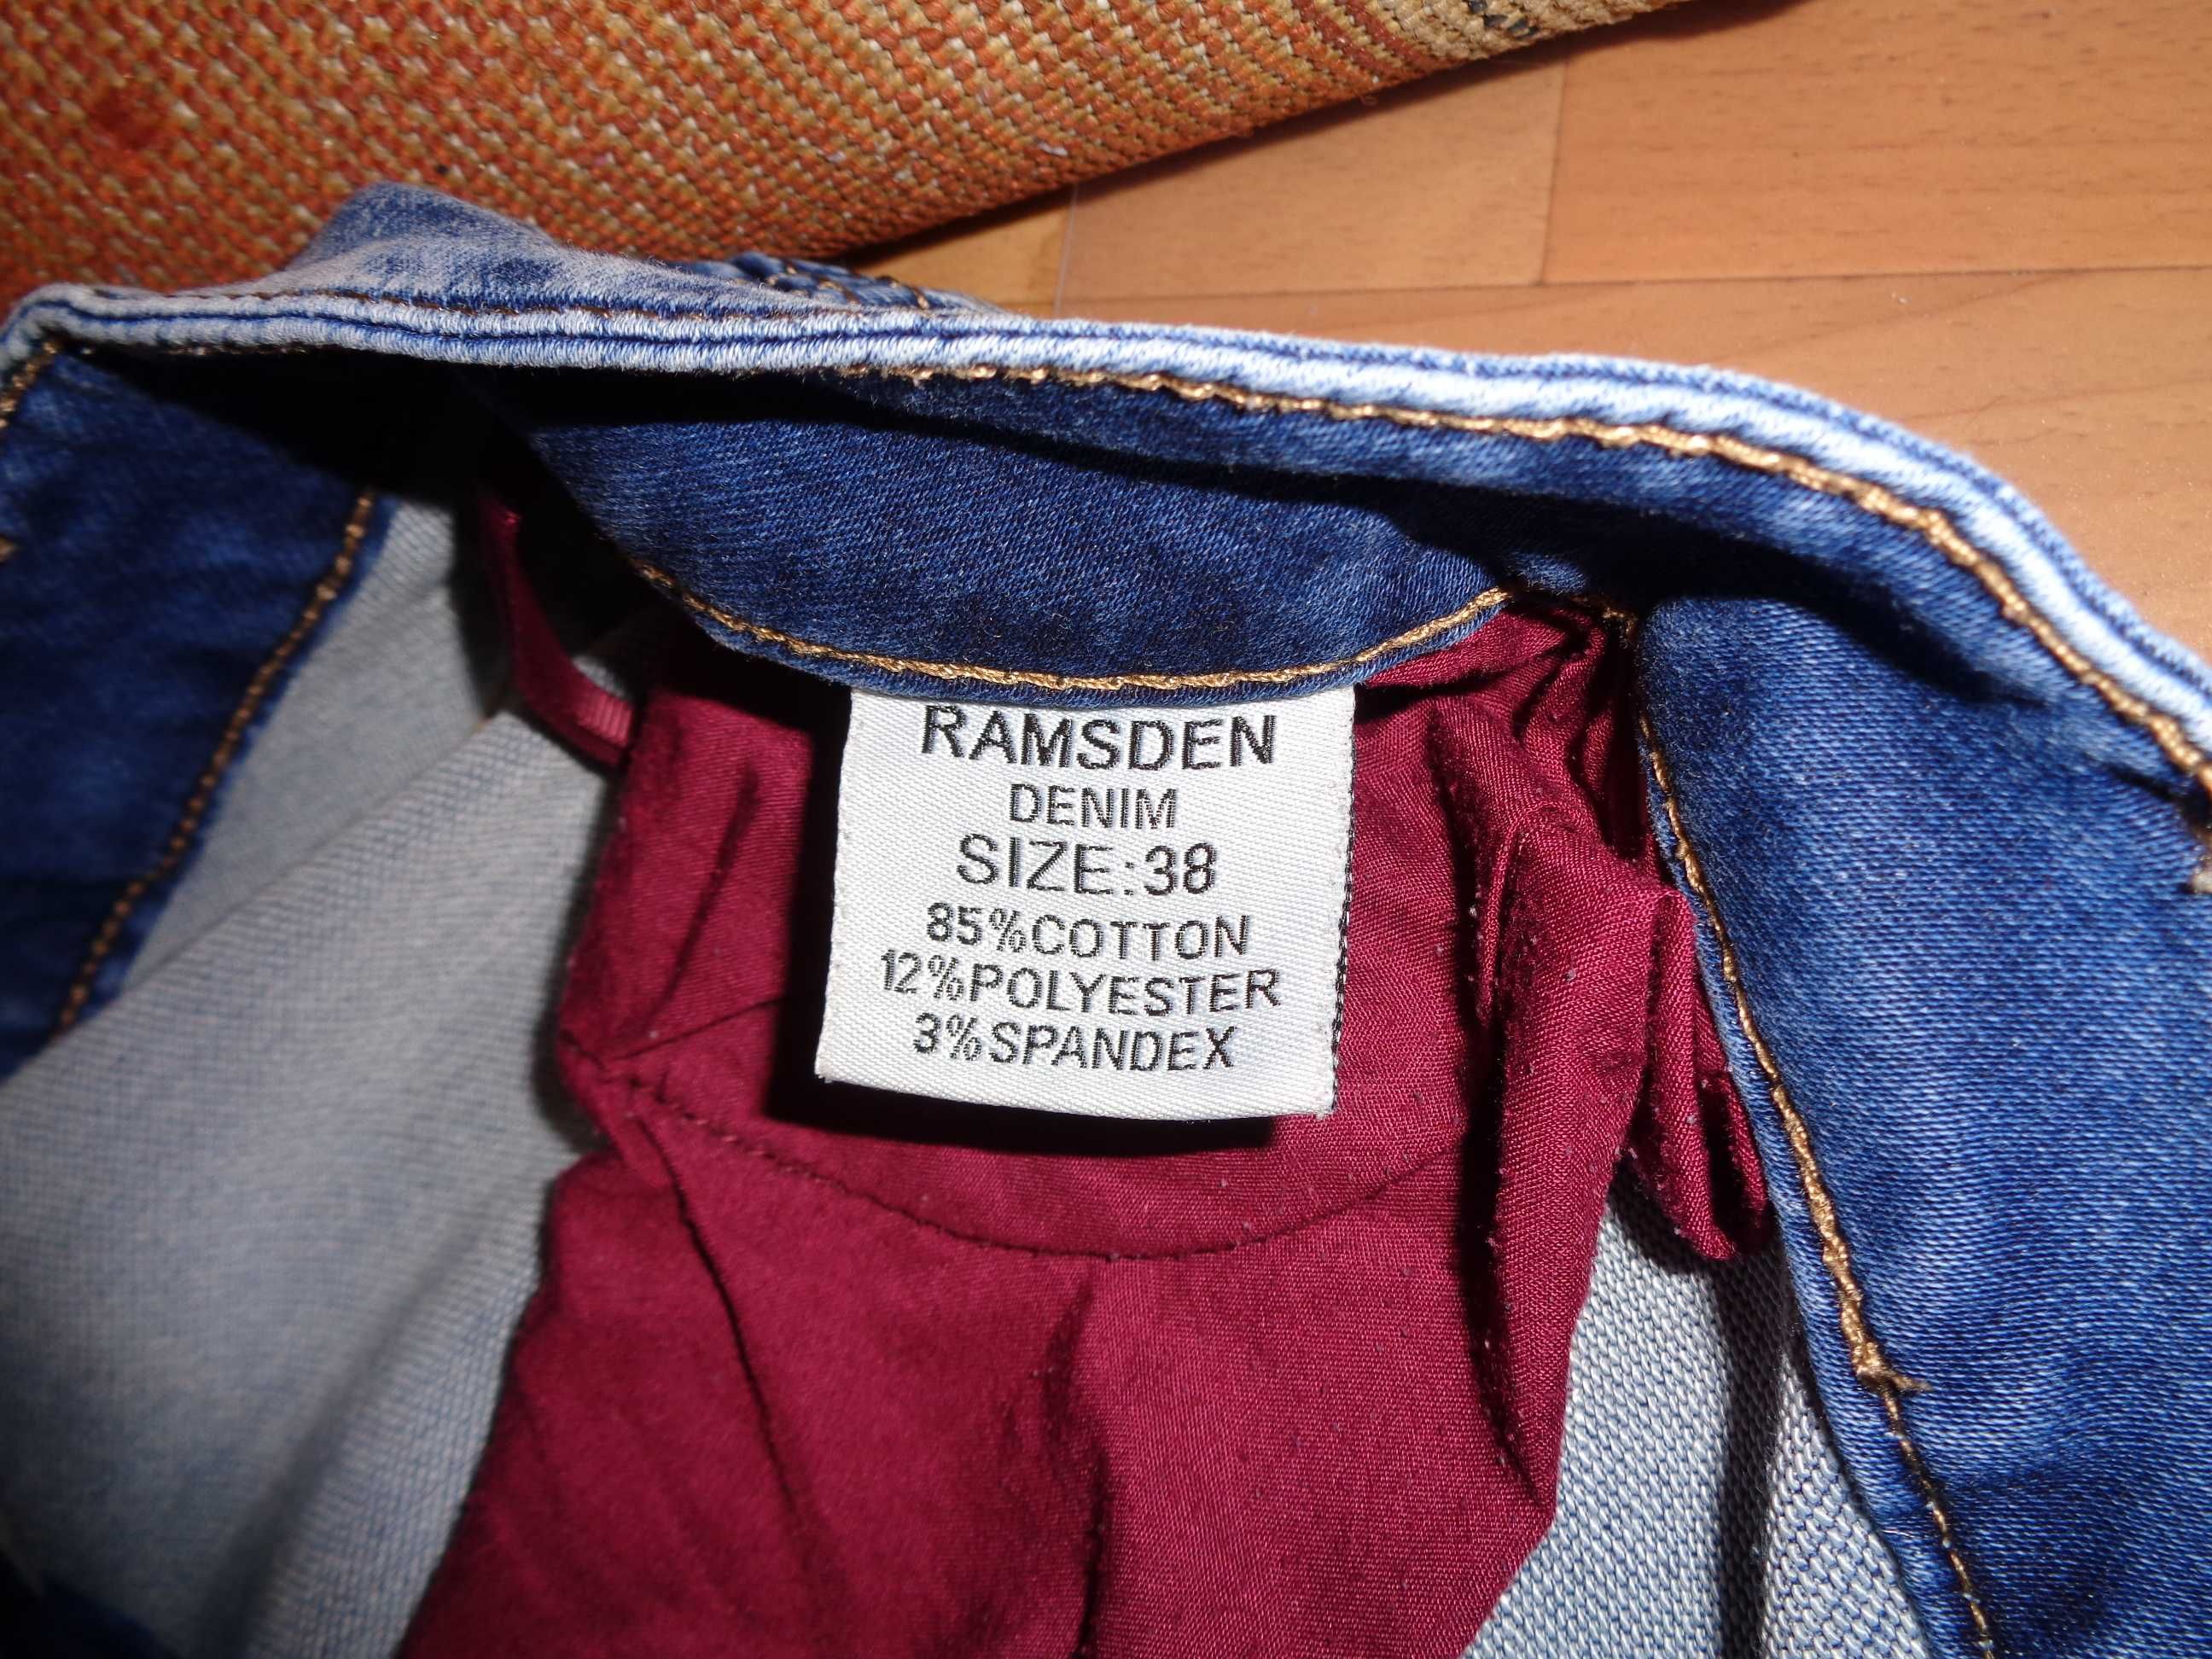 RAMSDEN
DENIM
SIZE:38
85%COTTON
12%POLYESTER
3%SPANDEX